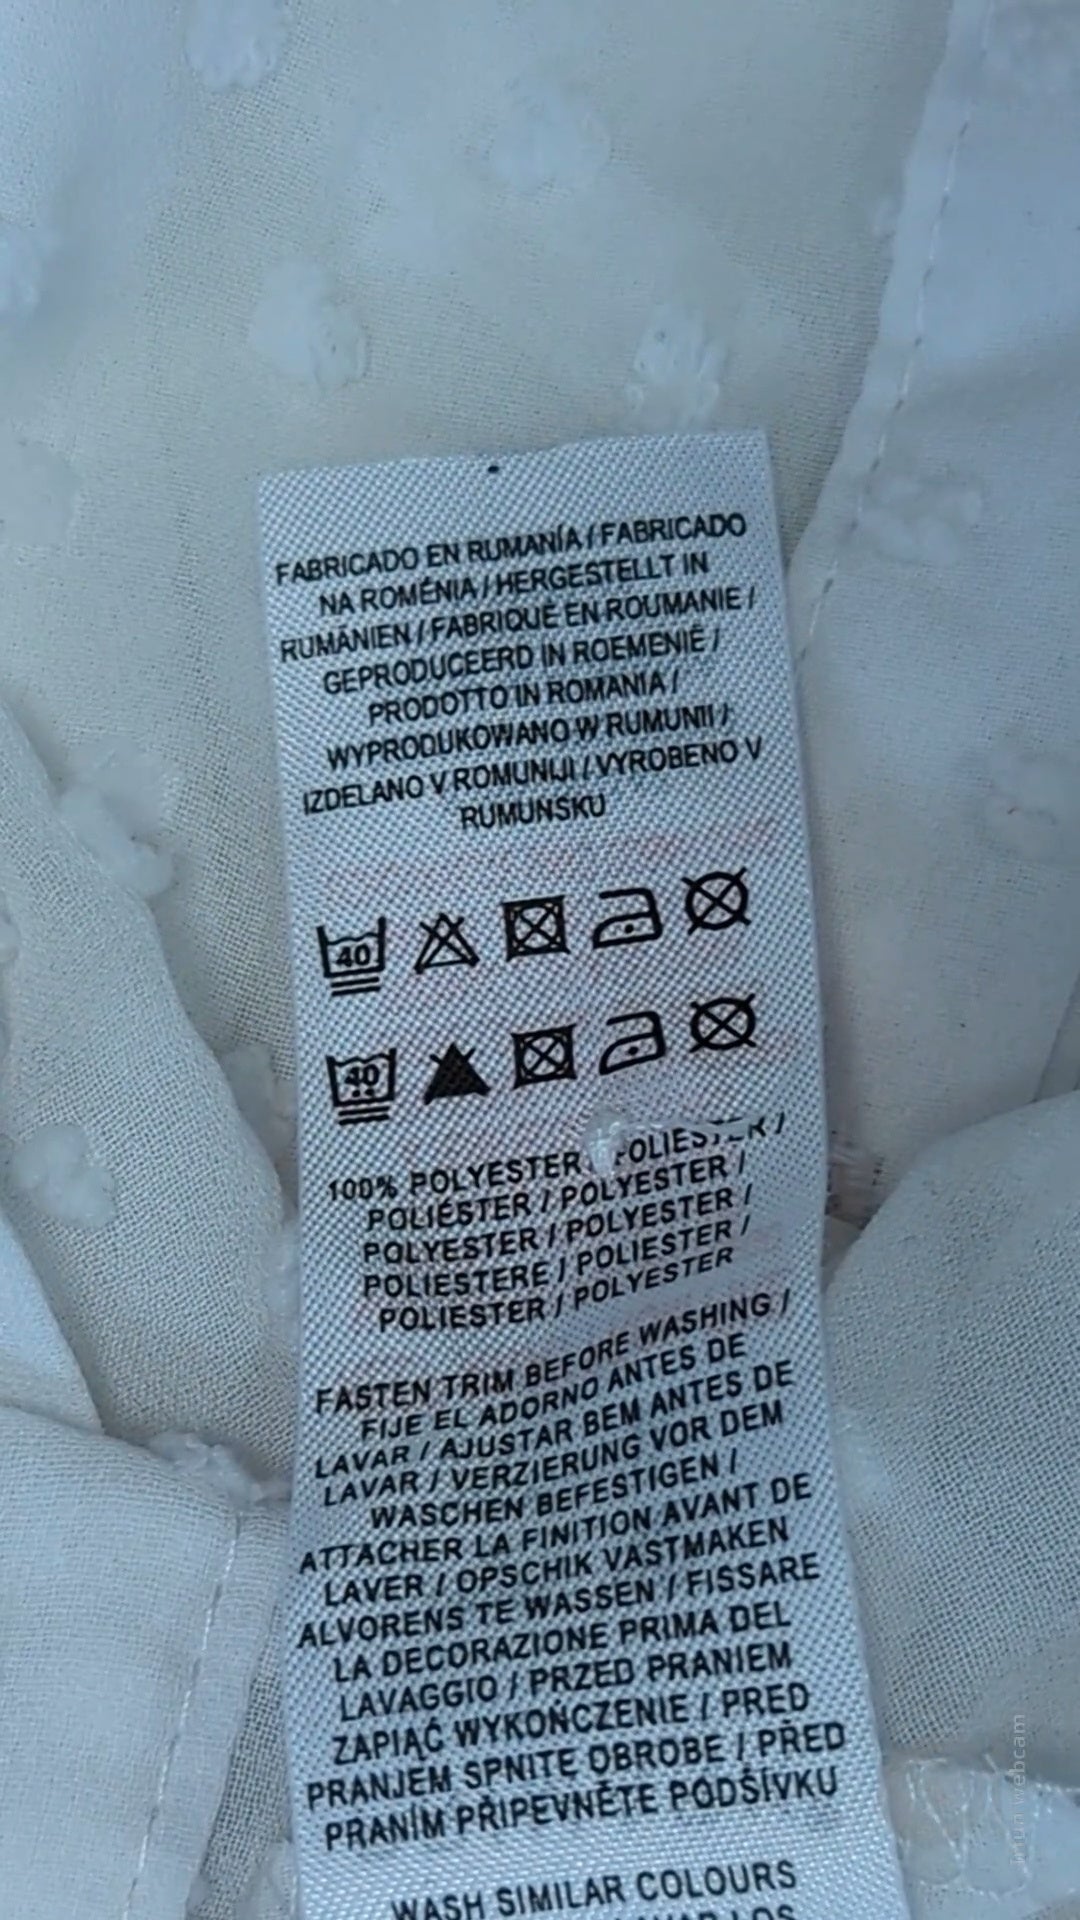 FABRICADO EN RUMANÍA / FABRICADO
NA ROMÉNIA / HERGESTELLT IN
RUMÄNIEN / FABRIQUÉ EN ROUMANIE /
GEPRODUCEERD IN ROEMENIË /
PRODOTTO IN ROMANIA /
WYPRODUKOWANO W RUMUNII /
IZDELANO V ROMUNIJI / VYROBENO V
RUMUNSKU
40
40
100% POLYESTER / POLIESTER /
POLIÉSTER / POLYESTER /
POLYESTER / POLYESTER /
POLIESTERE / POLIESTER /
POLIESTER / POLYESTER
FASTEN TRIM BEFORE WASHING /
FIJE EL ADORNO ANTES DE
LAVAR / AJUSTAR BEM ANTES DE
LAVAR / VERZIERUNG VOR DEM
WASCHEN BEFESTIGEN /
ATTACHER LA FINITION AVANT DE
LAVER / OPSCHIK VASTMAKEN
ALVORENS TE WASSEN / FISSARE
LA DECORAZIONE PRIMA DEL
LAVAGGIO / PRZED PRANIEM
ZAPIĄĆ WYKOŃCZENIE / PRED
PRANJEM SPNITE OBROBE / PŘED
PRANÍM PŘIPEVNĚTE PODŠÍVKU
WASH SIMILAR COLOURS
webcam